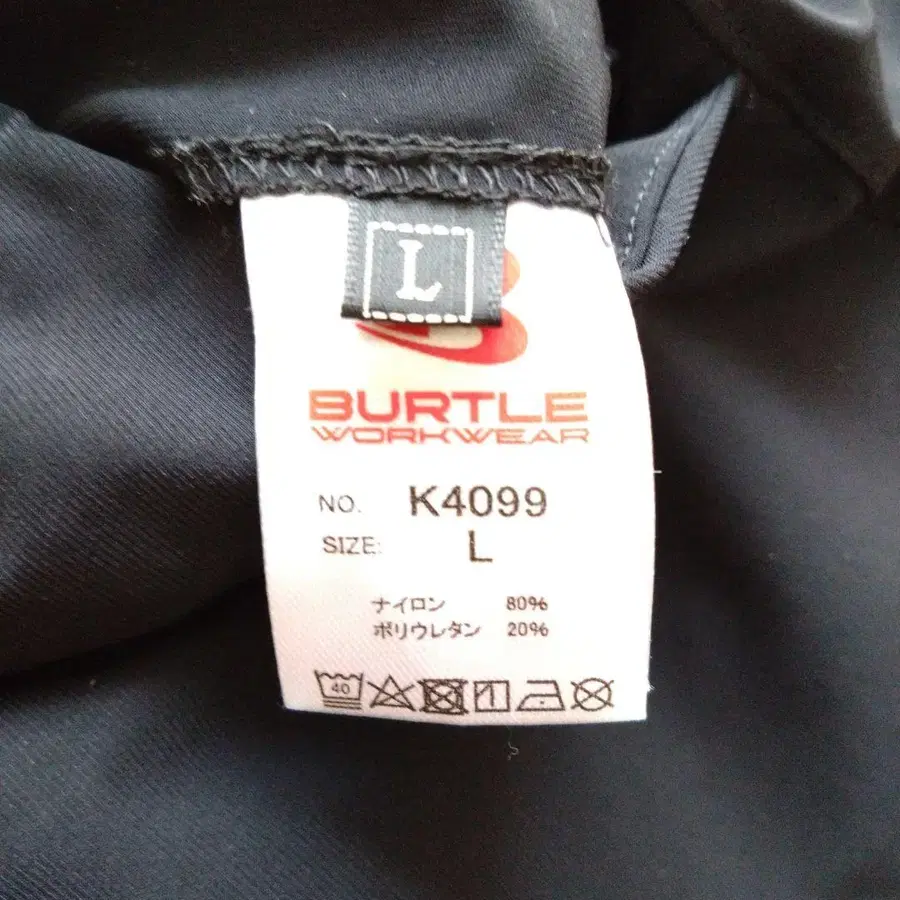 L
BURTLE
WORKWEAR
NO. K4099
SIZE: L
ナイロン 80%
ポリウレタン 20%
40